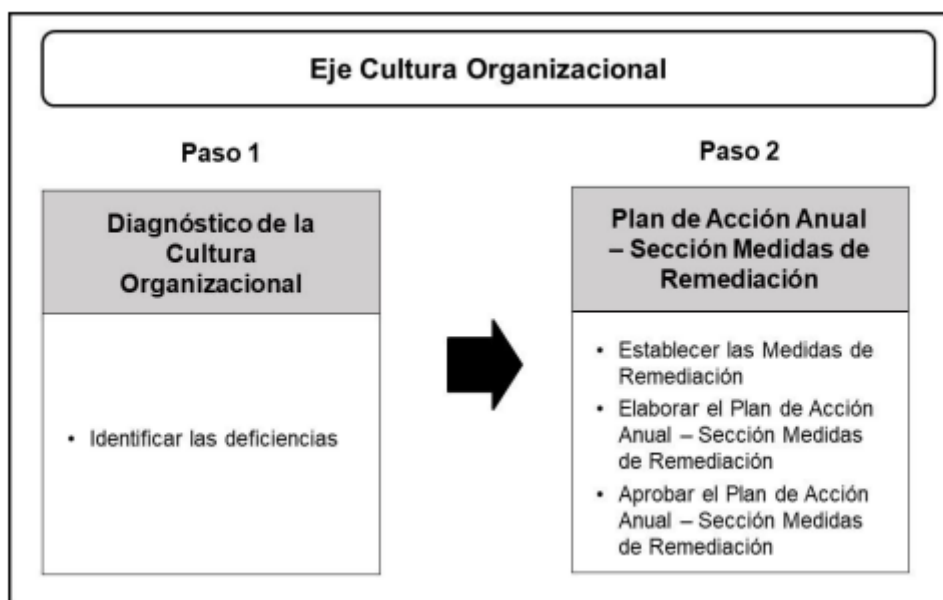 Eje Cultura Organizacional
Paso 1
Diagnóstico de la
Cultura
Organizacional
• Identificar las deficiencias
Paso 2
Plan de Acción Anual
– Sección Medidas de
Remediación
• Establecer las Medidas de
Remediación
• Elaborar el Plan de Acción
Anual – Sección Medidas
de Remediación
• Aprobar el Plan de Acción
Anual – Sección Medidas
de Remediación